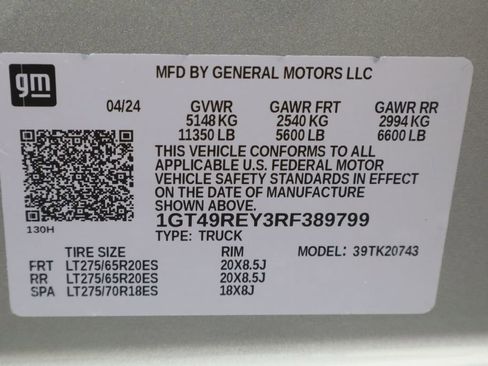 gm
MFD BY GENERAL MOTORS LLC
04/24 GVWR GAWR FRT GAWR RR
5148 KG 2540 KG 2994 KG
11350 LB 5600 LB 6600 LB
THIS VEHICLE CONFORMS TO ALL
APPLICABLE U.S. FEDERAL MOTOR
VEHICLE SAFETY STANDARDS IN EFFECT
ON THE DATE OF MANUFACTURE
SHOWN ABOVE.
130H
1GT49REY3RF389799
TYPE: TRUCK
TIRE SIZE RIM MODEL: 39TK20743
FRT LT275/65R20ES 20X8.5J
RR LT275/65R20ES 20X8.5J
SPA LT275/70R18ES 18X8J